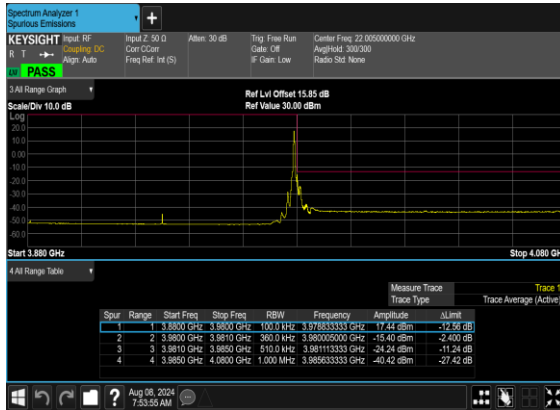 Spectrum Analyzer 1
Spurious Emissions
KEYSIGHT Input: RF Input Z: 50 Ω Atten: 30 dB Trig: Free Run Center Freq: 22.005000000 GHz
R T Coupling: DC Corr CCorr Gate: Off Avg|Hold: 300/300
Align: Auto Freq Ref: Int (S) IF Gain: Low Radio Std: None
PASS
3 All Range Graph
Ref Lvl Offset 15.85 dB
Scale/Div 10.0 dB Ref Value 30.00 dBm
Log
20.0
10.0
0.00
-10.0
-20.0
-30.0
-40.0
-50.0
-60.0
Start 3.880 GHz Stop 4.080 GH
4 All Range Table
Measure Trace Trace 1
Trace Type Trace Average (Active)
Spur Range Start Freq Stop Freq RBW Frequency Amplitude ΔLimit
1 1 3.8800 GHz 3.9800 GHz 100.0 kHz 3.978833333 GHz 17.44 dBm -12.56 dB
2 2 3.9800 GHz 3.9810 GHz 360.0 kHz 3.980005000 GHz -15.40 dBm -2.400 dB
3 3 3.9810 GHz 3.9850 GHz 510.0 kHz 3.981113333 GHz -24.24 dBm -11.24 dB
4 4 3.9850 GHz 4.0800 GHz 1.000 MHz 3.985633333 GHz -40.42 dBm -27.42 dB
Aug 08, 2024
7:53:55 AM